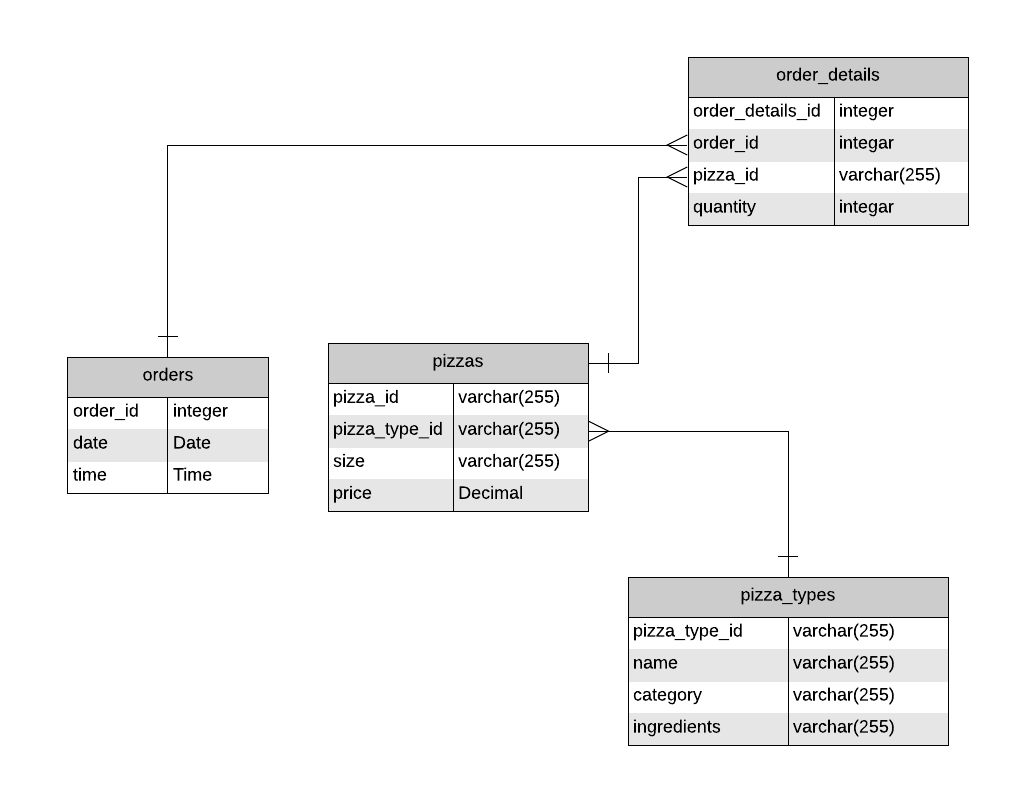 order_details
order_details_id integer
order_id integar
pizza_id varchar(255)
quantity integar
orders
order_id integer
date Date
time Time
pizzas
pizza_id varchar(255)
pizza_type_id varchar(255)
size varchar(255)
price Decimal
pizza_types
pizza_type_id varchar(255)
name varchar(255)
category varchar(255)
ingredients varchar(255)